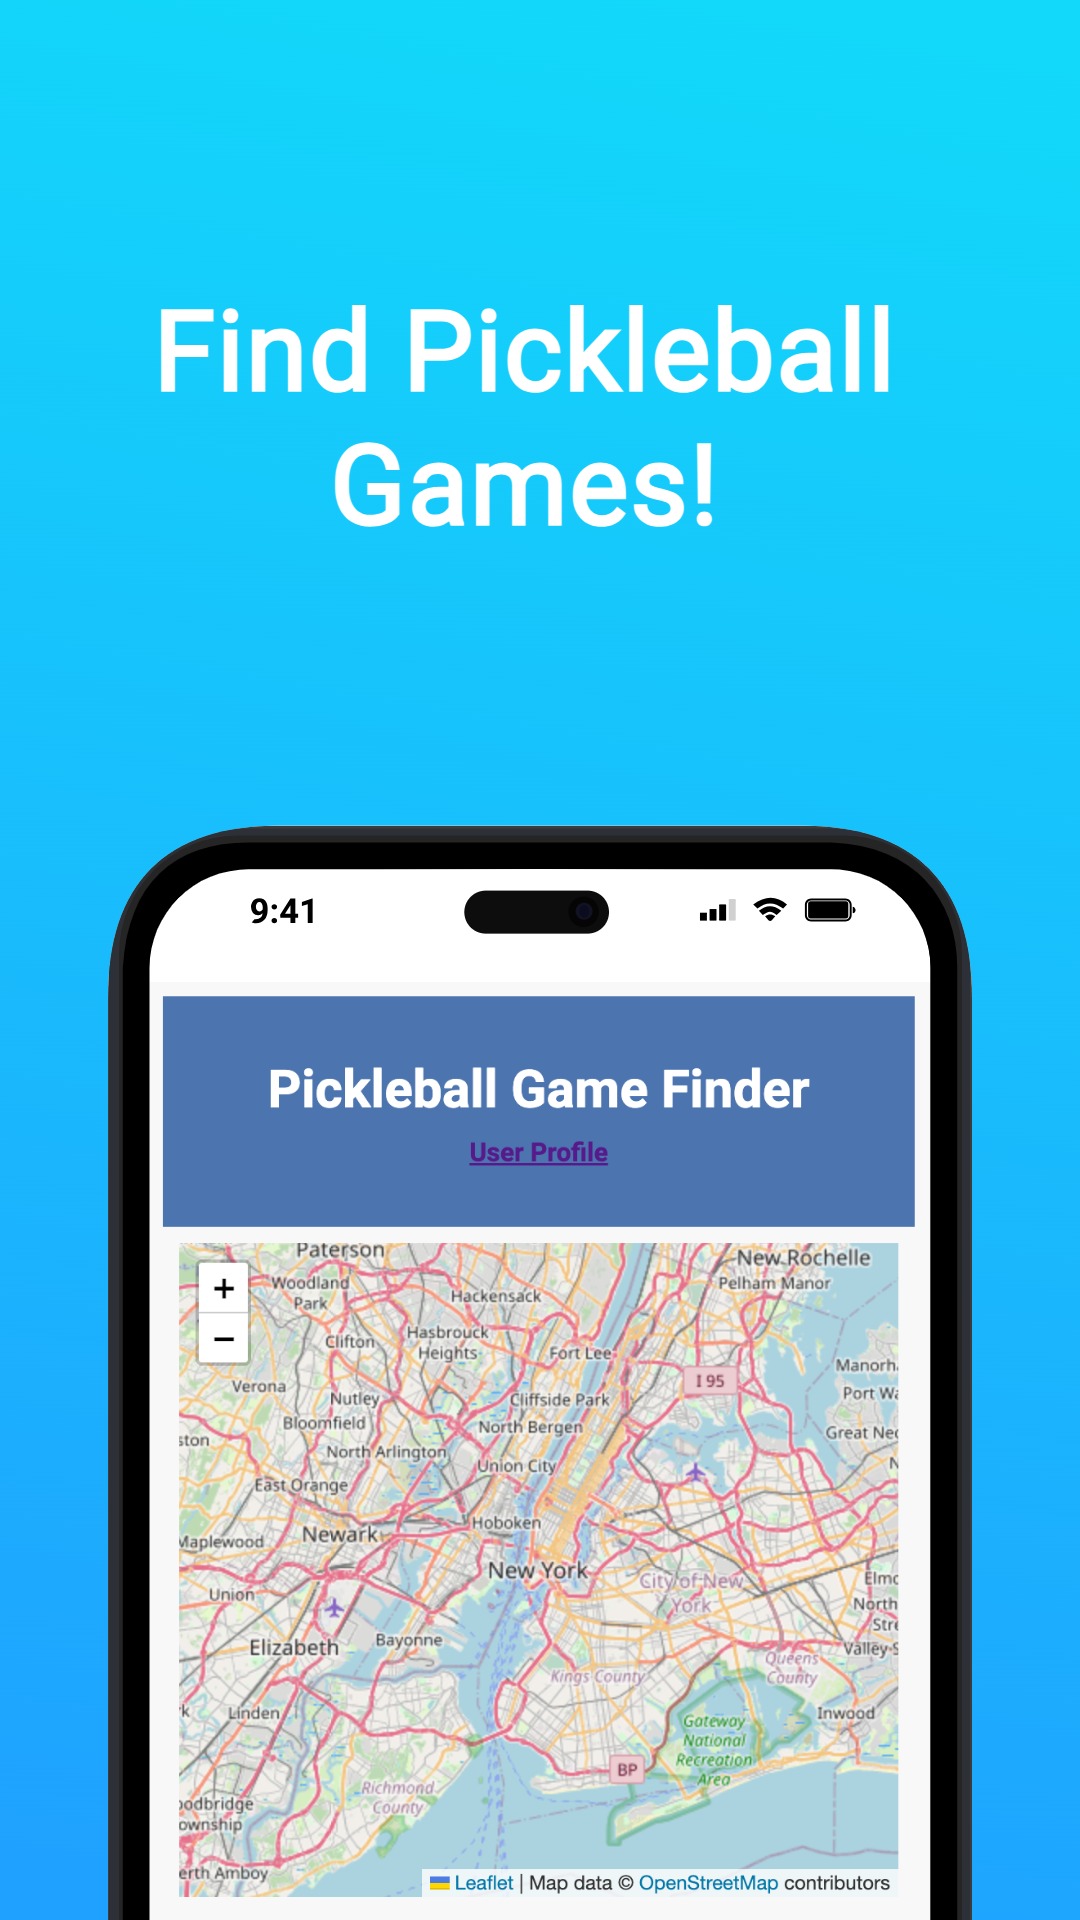 Find Pickleball
Games!
9:41
Pickleball Game Finder
User Profile
+
−
Paterson
New Rochelle
Woodland
Park
Pelham Manor
Hackensack
Clifton
Hasbrouck
Heights
Fort Lee
I 95
Manorh
Verona
Nutley
Cliffside Park
Port Wa
Bloomfield
North Bergen
Great Nec
ston
North Arlington
Union City
N
East Orange
Maplewood
Newark
Hoboken
New York
City of New
York
Elmo
Union
North
Stre
Elizabeth
Bayonne
Valley S
Kings County
Queens
County
k
Linden
Gateway
National
Recreation
Area
Inwood
BP
Richmond
County
oodbridge
ownship
erth Amboy
Leaflet | Map data © OpenStreetMap contributors